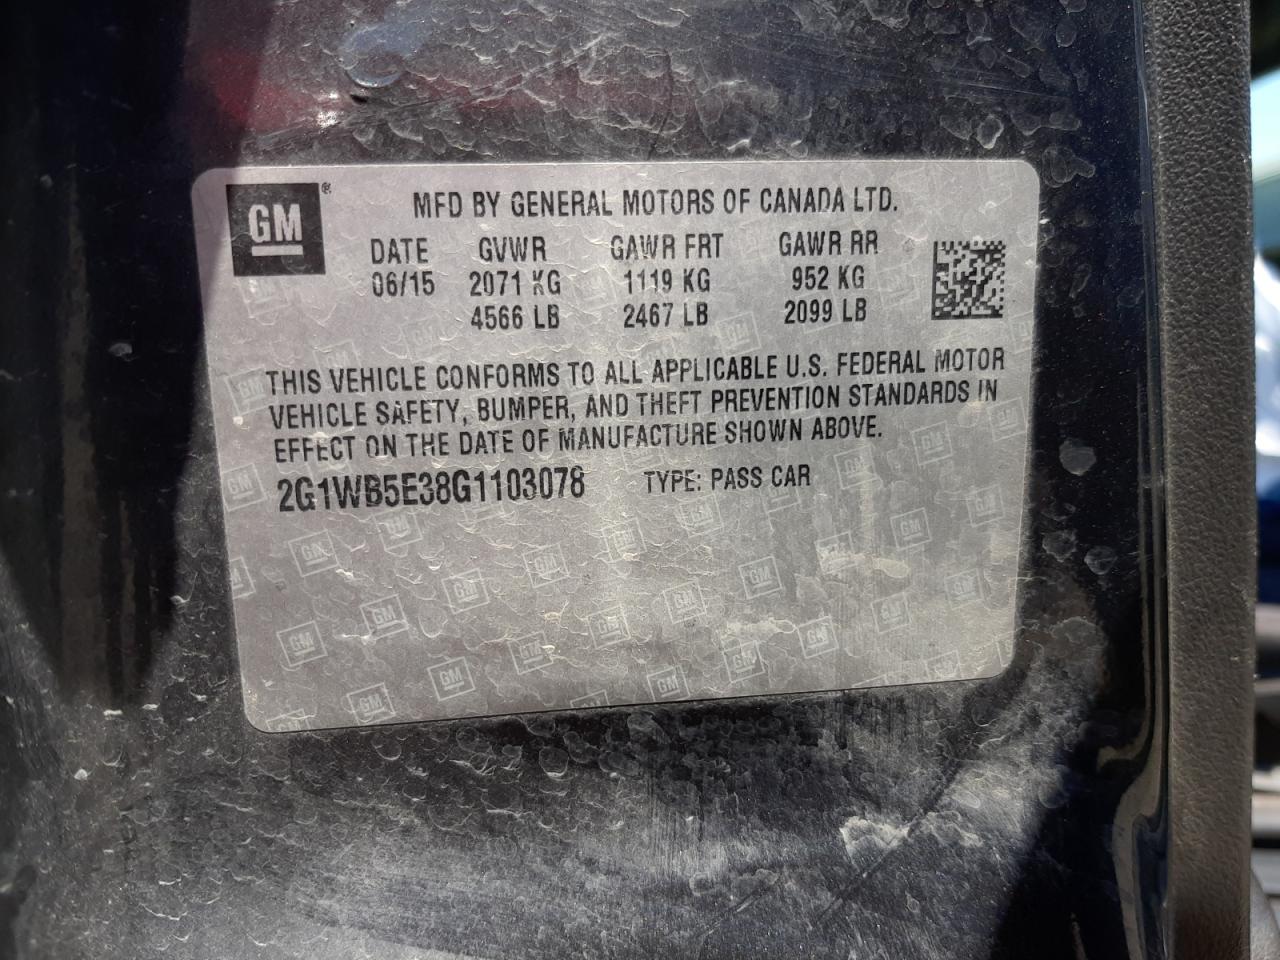 GM®
MFD BY GENERAL MOTORS OF CANADA LTD.
DATE GVWR GAWR FRT GAWR RR
06/15 2071 KG 1119 KG 952 KG
4566 LB 2467 LB 2099 LB
THIS VEHICLE CONFORMS TO ALL APPLICABLE U.S. FEDERAL MOTOR
VEHICLE SAFETY, BUMPER, AND THEFT PREVENTION STANDARDS IN
EFFECT ON THE DATE OF MANUFACTURE SHOWN ABOVE.
2G1WB5E38G1103078 TYPE: PASS CAR